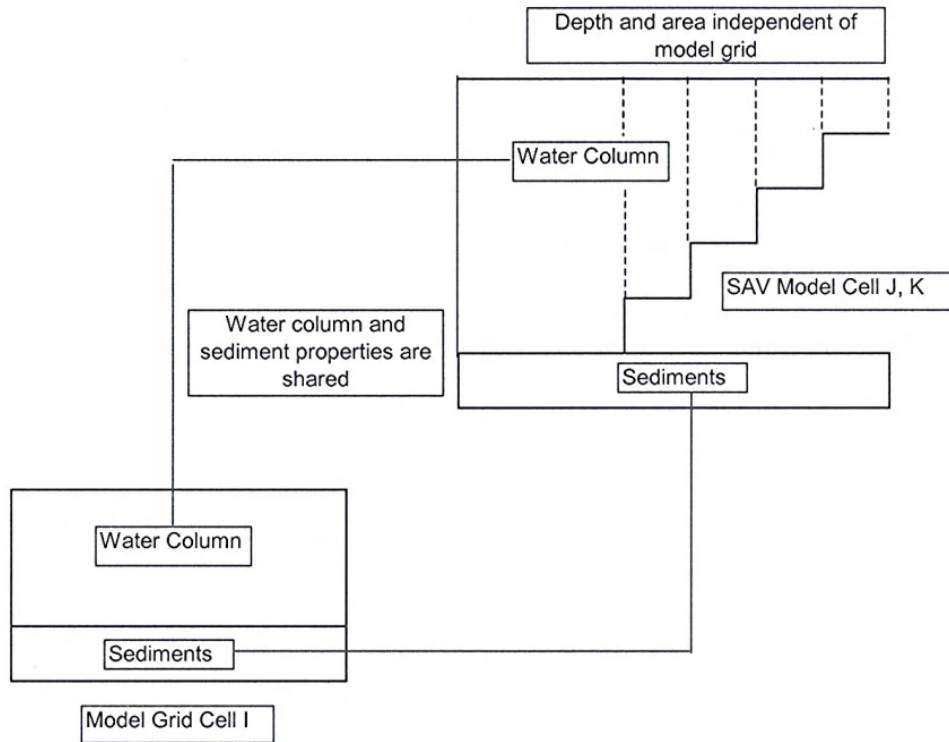 Depth and area independent of
model grid
Water Column
SAV Model Cell J, K
Water column and
sediment properties are
shared
Sediments
Water Column
Sediments
Model Grid Cell I